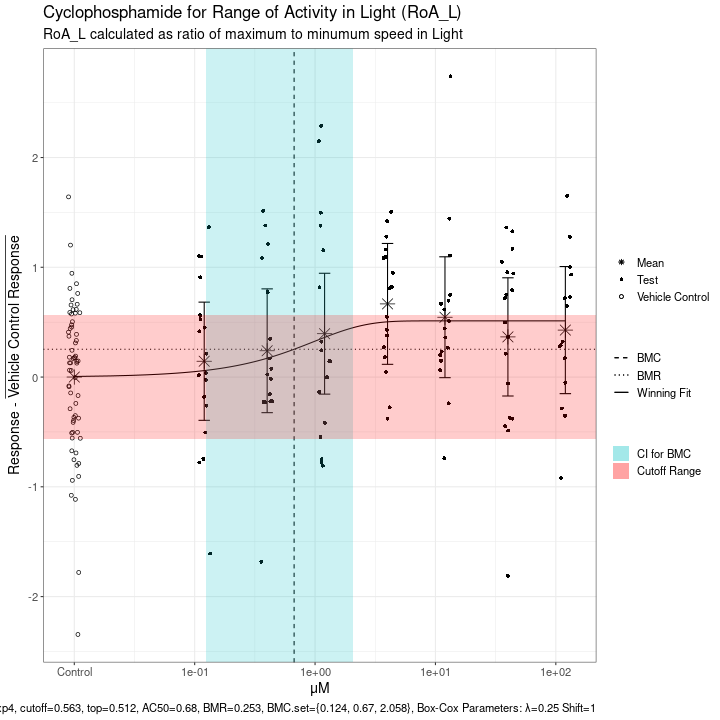 Cyclophosphamide for Range of Activity in Light (RoA_L)
RoA_L calculated as ratio of maximum to minumum speed in Light
Response - Vehicle Control Response
2
1
0
-1
-2
Control
1e-01
1e+00
1e+01
1e+02
μM
Mean
Test
Vehicle Control
BMC
BMR
Winning Fit
CI for BMC
Cutoff Range
p4, cutoff=0.563, top=0.512, AC50=0.68, BMR=0.253, BMC.set={0.124, 0.67, 2.058}, Box-Cox Parameters: λ=0.25 Shift=1